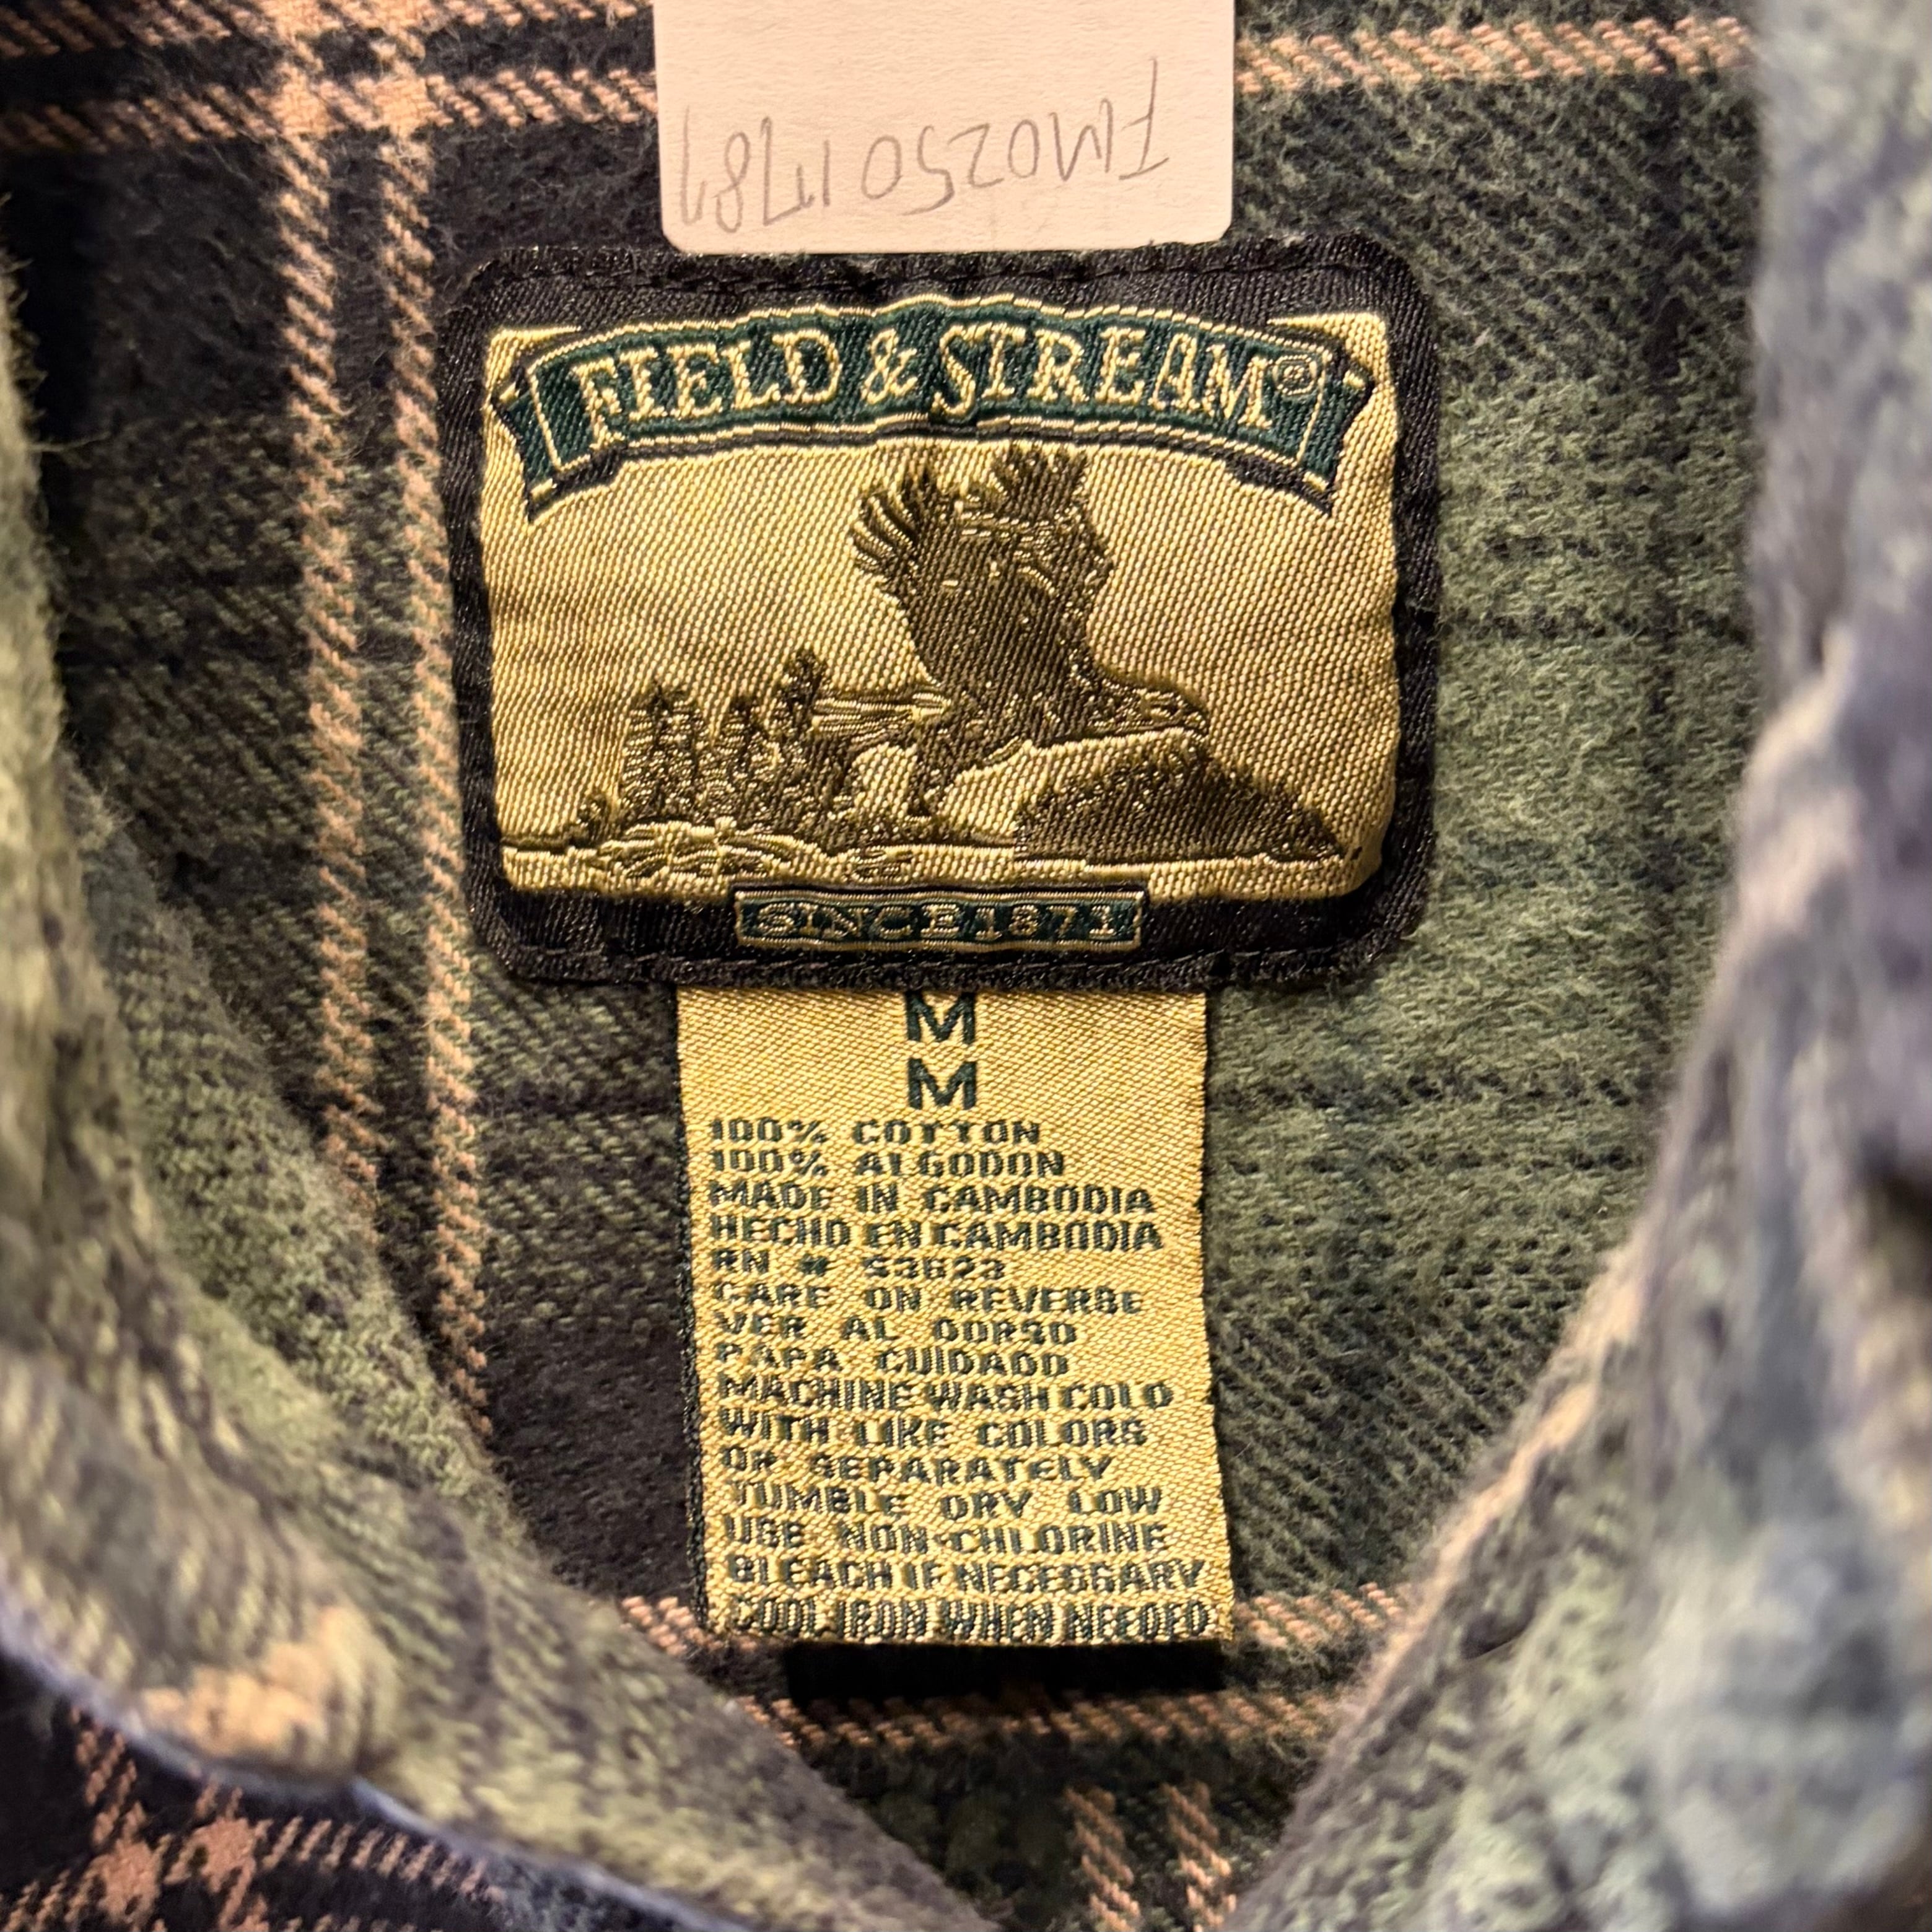 FM02501787
FIELD & STREAM®
SINCE 1871
M
M
100% COTTON
100% ALGODON
MADE IN CAMBODIA
HECHO EN CAMBODIA
RN # 53623
CARE ON REVERSE
VER AL DORSO
PARA CUIDADO
MACHINE WASH COLD
WITH LIKE COLORS
OR SEPARATELY
TUMBLE DRY LOW
USE NON-CHLORINE
BLEACH IF NECESSARY
COOL IRON WHEN NEEDED